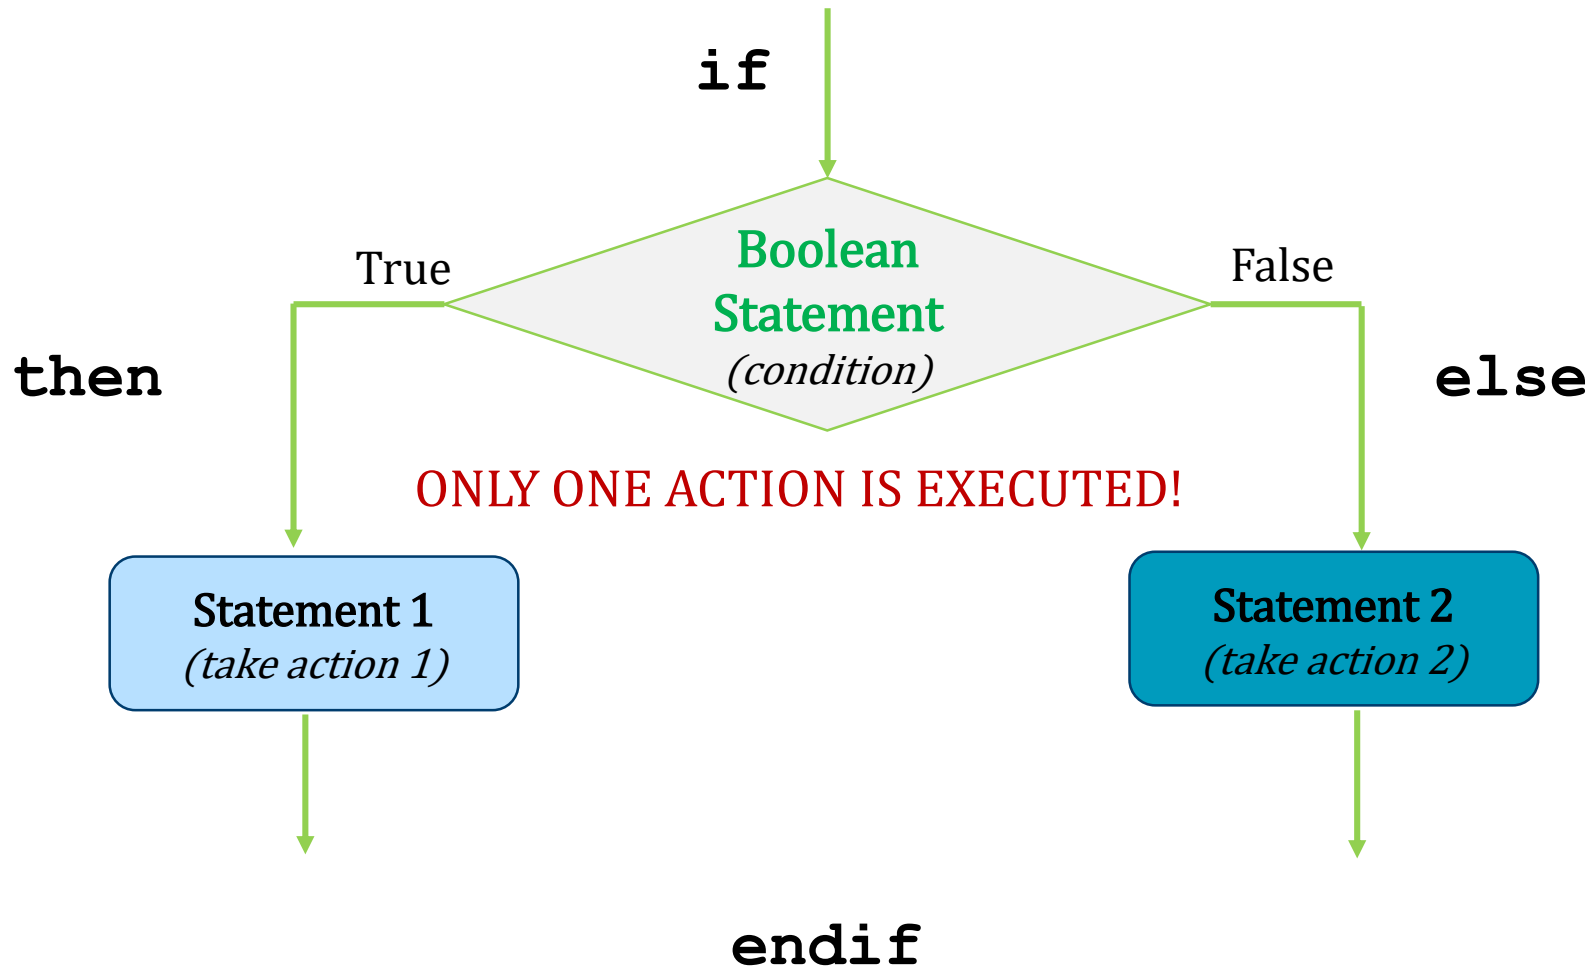 if
True
Boolean
Statement
(condition)
False
then
else
ONLY ONE ACTION IS EXECUTED!
Statement 1
(take action 1)
Statement 2
(take action 2)
endif